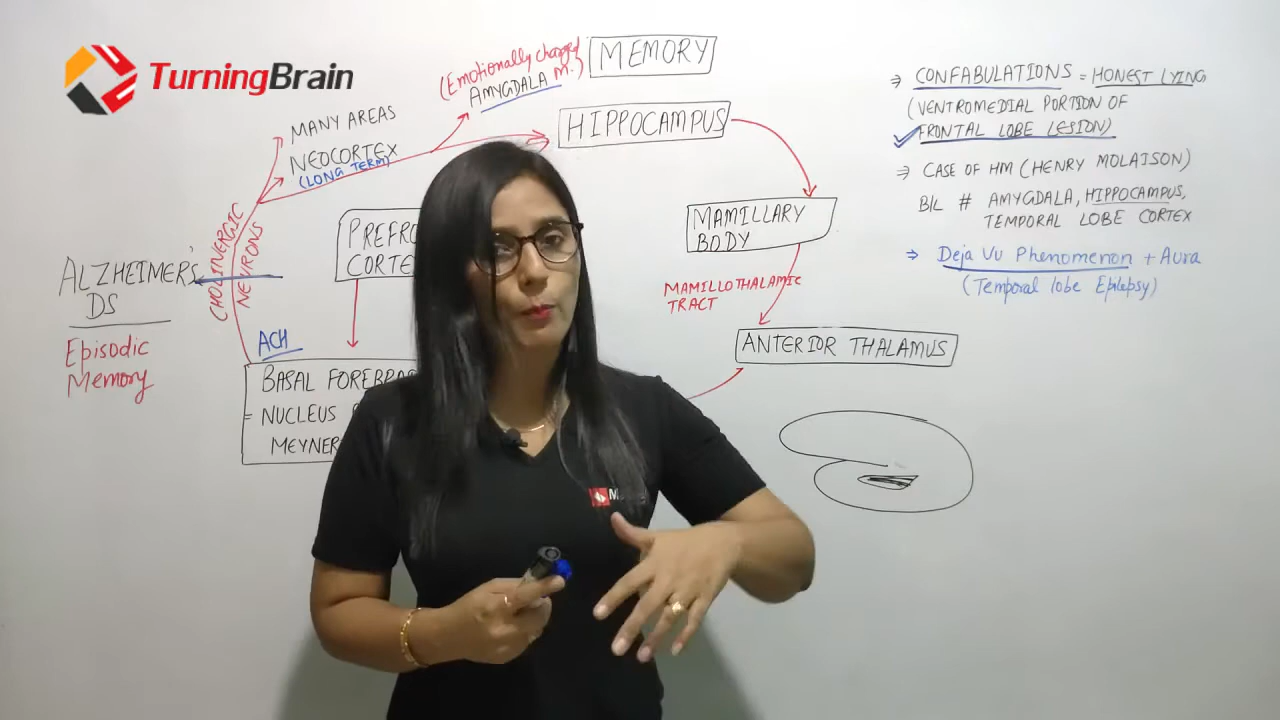 TurningBrain
MEMORY
(Emotionally charged
AMYGDALA M.)
HIPPOCAMPUS
MANY AREAS
NEOCORTEX
(LONG TERM)
MAMILLARY
BODY
MAMILLOTHALAMIC
TRACT
ANTERIOR THALAMUS
CHOLINERGIC
NEURONS
ALZHEIMER'S
DS
Episodic
Memory
ACH
BASAL
- NUCLEUS
⇒ CONFABULATIONS = HONEST LYING
(VENTROMEDIAL PORTION OF
FRONTAL LOBE LESION)
⇒ CASE OF HM (HENRY MOLAISON)
B/L # AMYGDALA, HIPPOCAMPUS,
TEMPORAL LOBE CORTEX
⇒ Deja Vu Phenomenon + Aura
(Temporal lobe Epilepsy)